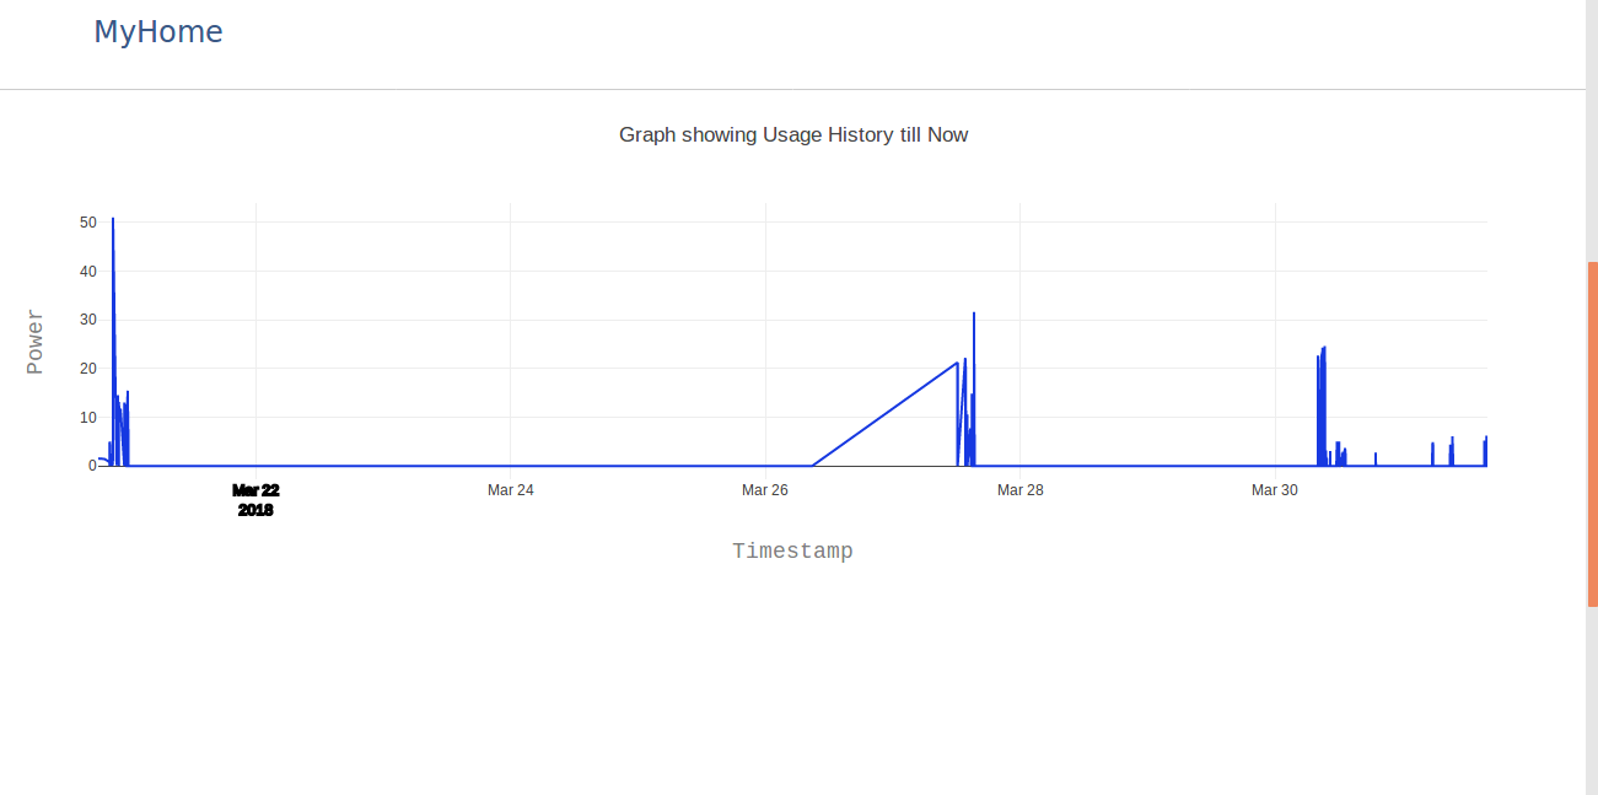 MyHome
Graph showing Usage History till Now
50
40
30
20
10
0
Power
Mar 22 Mar 24 Mar 26 Mar 28 Mar 30
2018
Timestamp